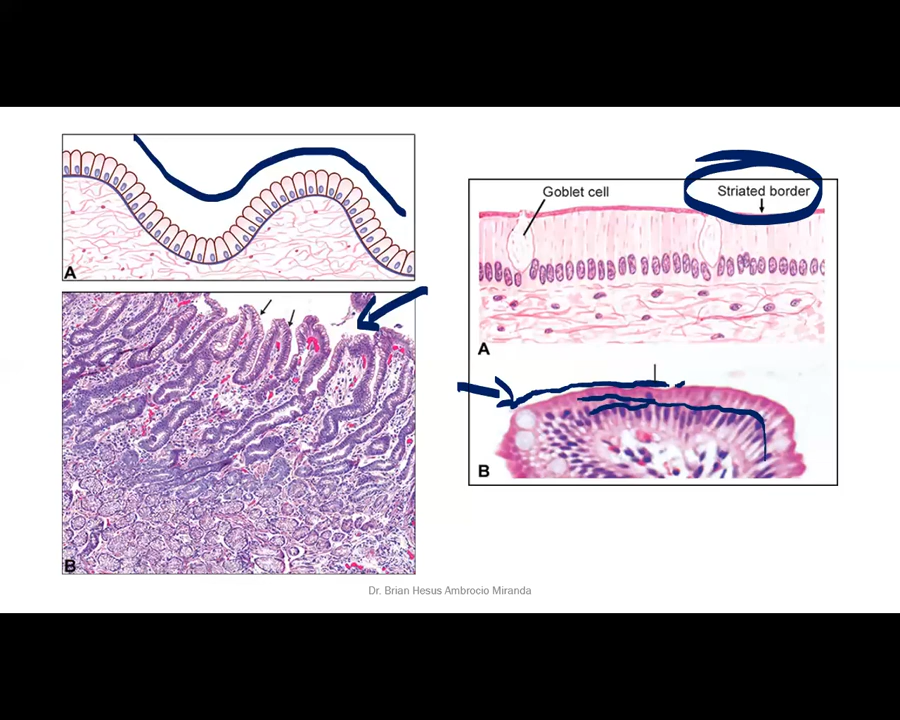 A
B
Goblet cell
Striated border
A
B
Dr. Brian Hesus Ambrocio Miranda